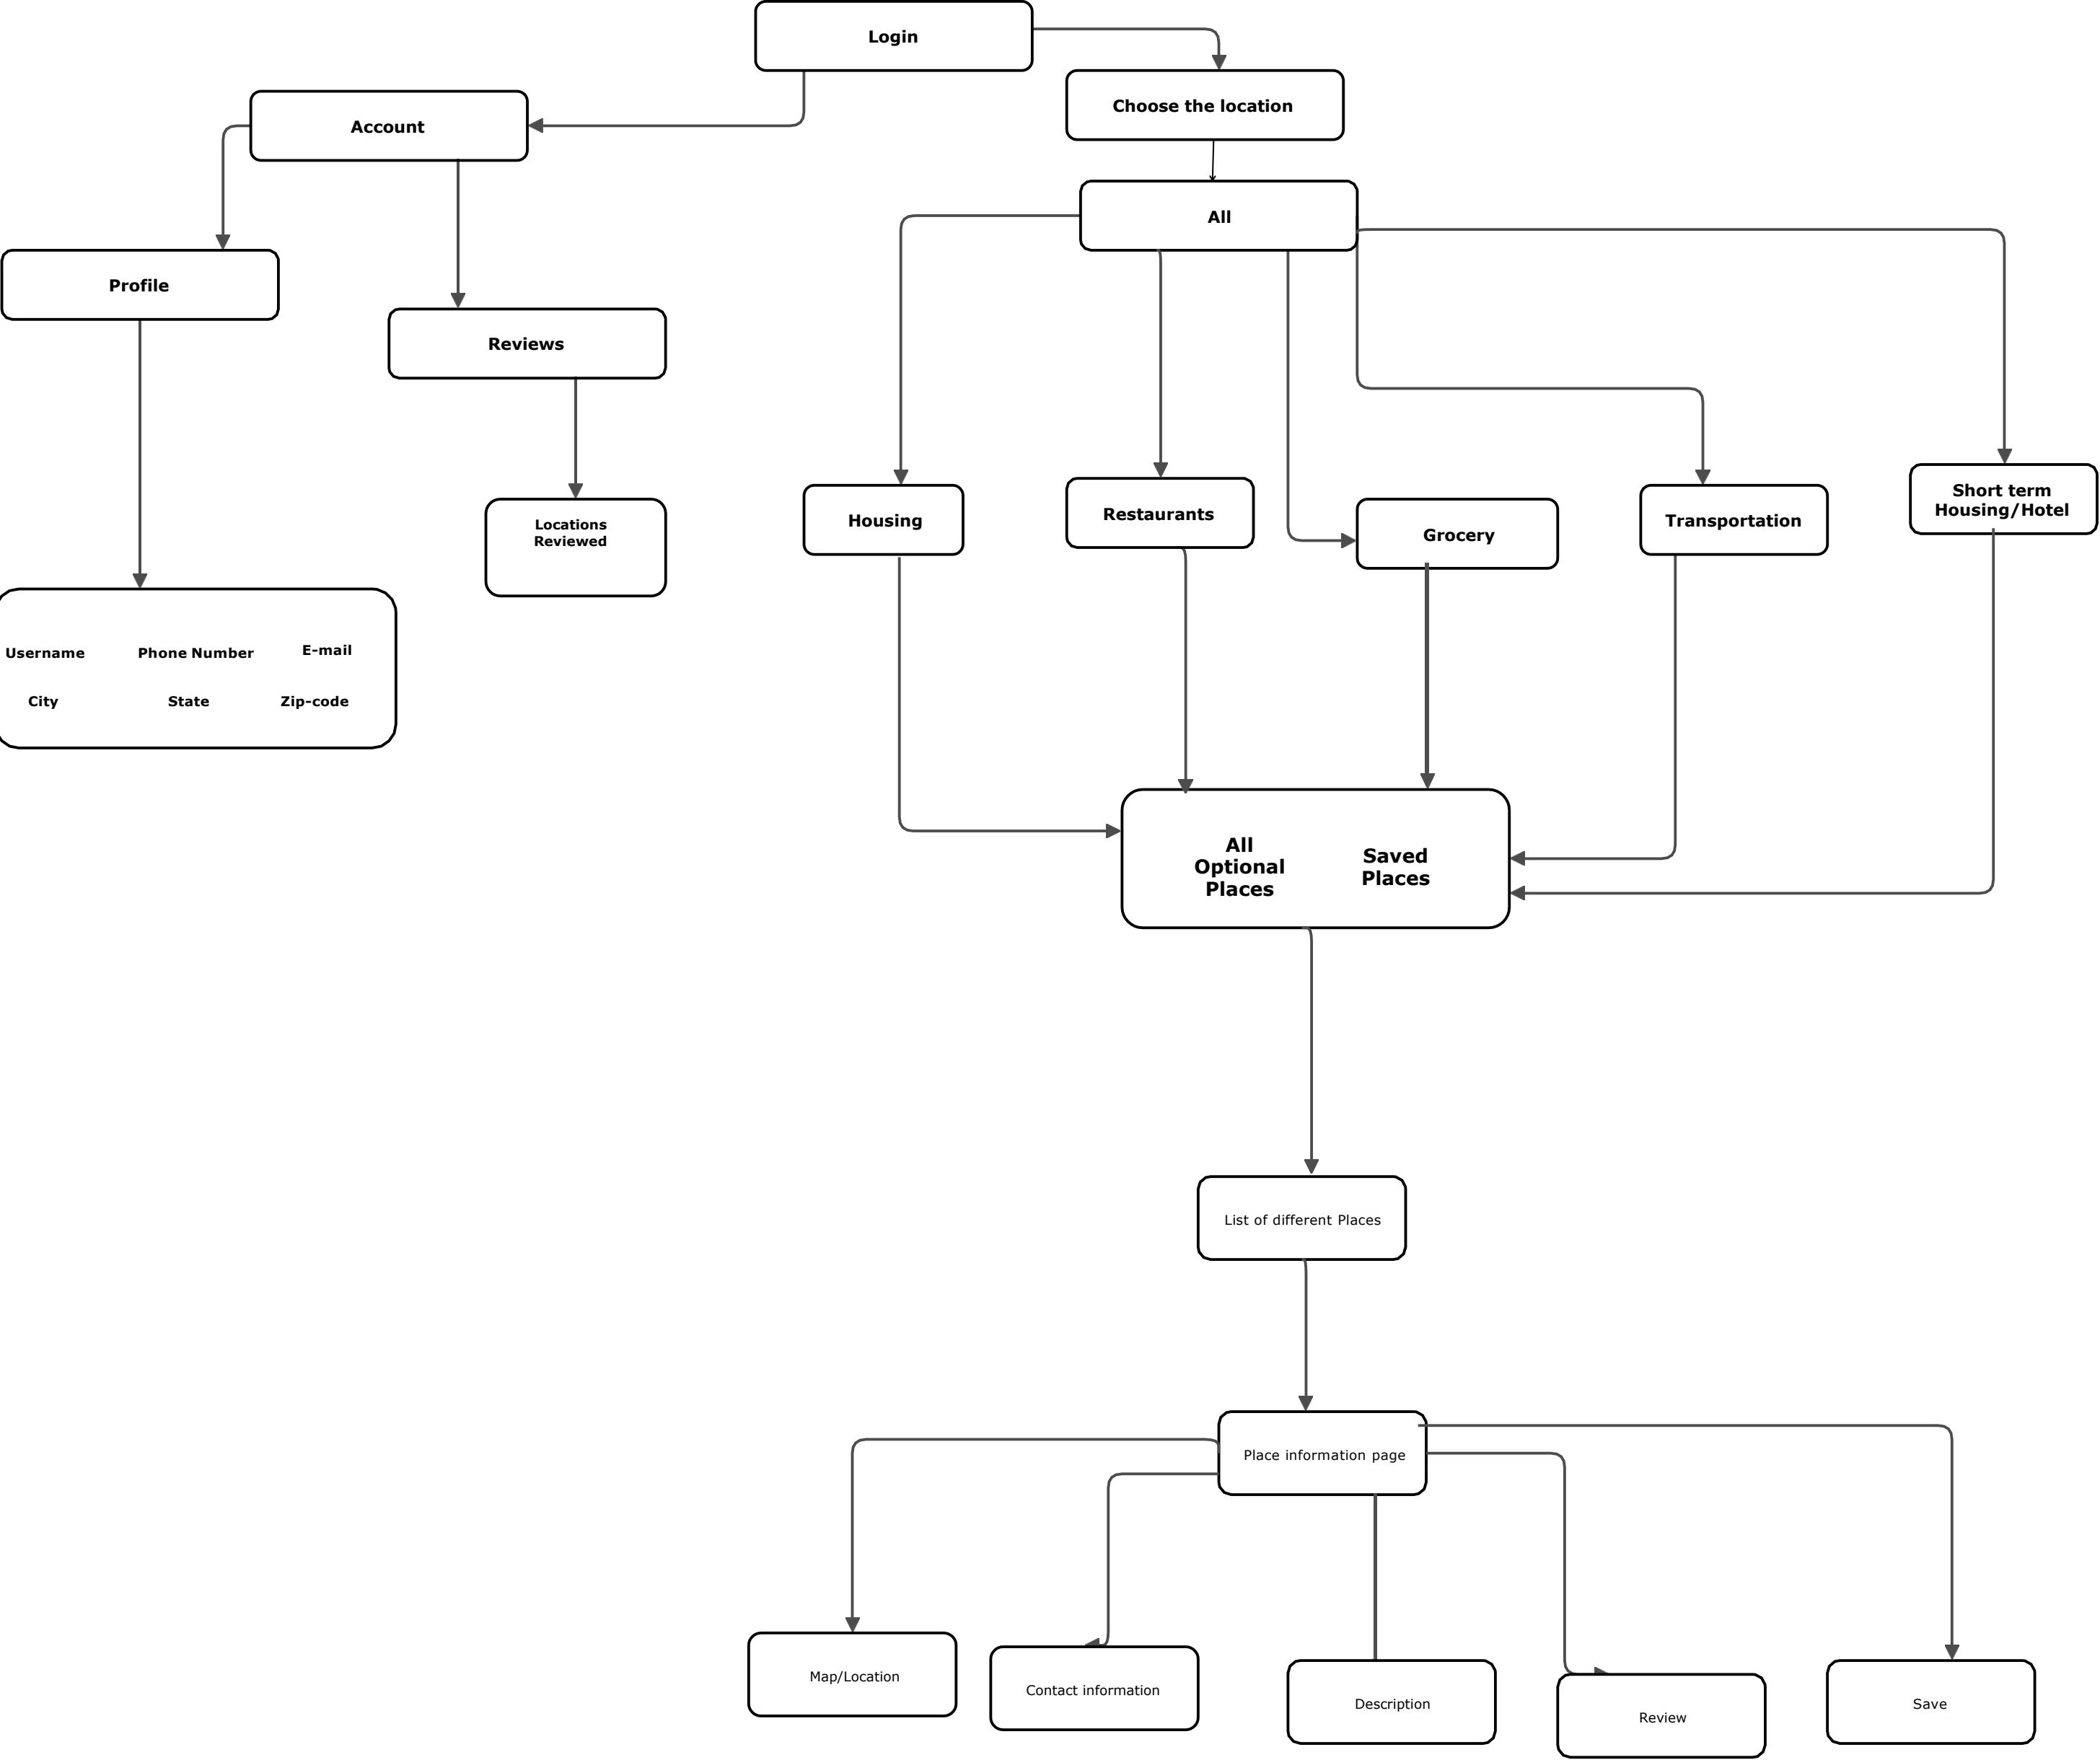 Login
Choose the location
Account
All
Profile
Reviews
Housing
Restaurants
Grocery
Transportation
Short term
Housing/Hotel
Locations
Reviewed
Username
Phone Number
E-mail
City
State
Zip-code
All
Optional
Places
Saved
Places
List of different Places
Place information page
Map/Location
Contact information
Description
Review
Save